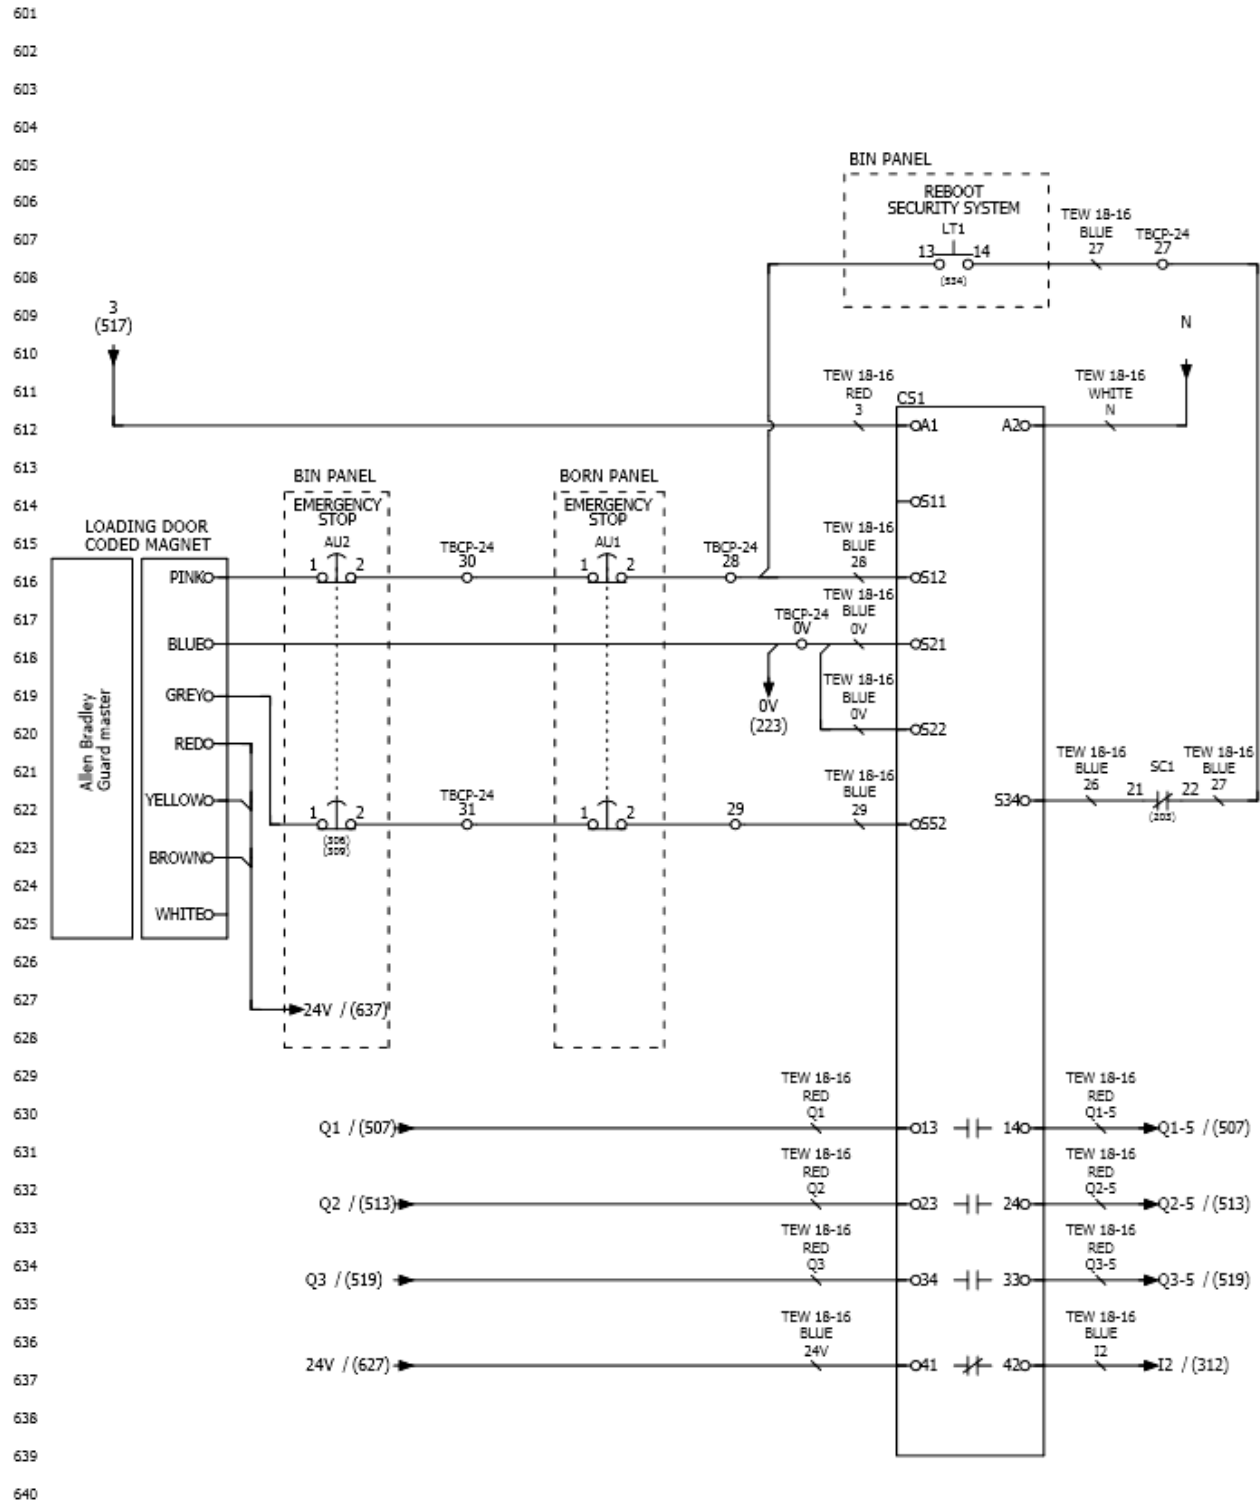 601
602
603
604
605
606
607
608
609
610
611
612
613
614
615
616
617
618
619
620
621
622
623
624
625
626
627
628
629
630
631
632
633
634
635
636
637
638
639
640
BIN PANEL
REBOOT
SECURITY SYSTEM
LT1
13 14
(534)
TEW 18-16
BLUE
27
TBCP-24
27
3
(517)
N
TEW 18-16
RED
3
CS1
A1
A2
TEW 18-16
WHITE
N
S11
LOADING DOOR
CODED MAGNET
Allen Bradley
Guard master
PINK
BLUE
GREY
RED
YELLOW
BROWN
WHITE
BIN PANEL
EMERGENCY
STOP
AU2
1 2
TBCP-24
30
BORN PANEL
EMERGENCY
STOP
AU1
1 2
TBCP-24
28
TEW 18-16
BLUE
28
S12
TBCP-24
0V
TEW 18-16
BLUE
0V
S21
0V
(223)
TEW 18-16
BLUE
0V
S22
1 2
TBCP-24
31
1 2
29
TEW 18-16
BLUE
29
S52
S34
TEW 18-16
BLUE
26
21
SC1
22
(203)
TEW 18-16
BLUE
27
24V / (637)
Q1 / (507)
TEW 18-16
RED
Q1
13
14
TEW 18-16
RED
Q1-5
Q1-5 / (507)
Q2 / (513)
TEW 18-16
RED
Q2
23
24
TEW 18-16
RED
Q2-5
Q2-5 / (513)
Q3 / (519)
TEW 18-16
RED
Q3
34
33
TEW 18-16
RED
Q3-5
Q3-5 / (519)
24V / (627)
TEW 18-16
BLUE
24V
41
42
TEW 18-16
BLUE
I2
I2 / (312)